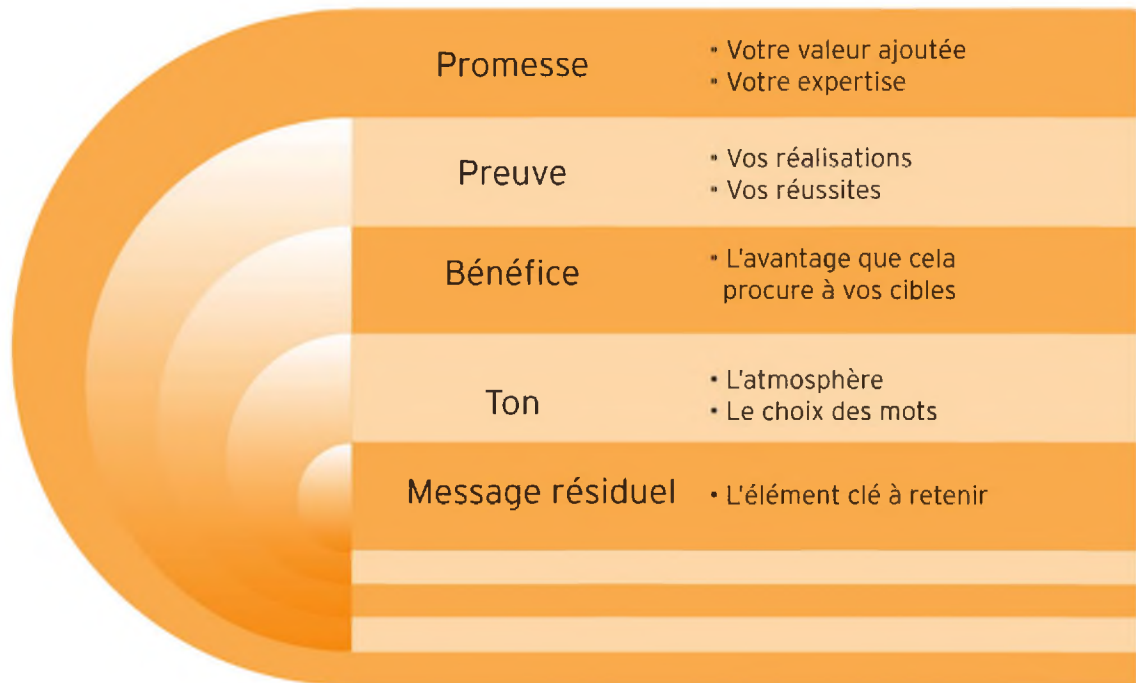 Promesse
• Votre valeur ajoutée
• Votre expertise
Preuve
• Vos réalisations
• Vos réussites
Bénéfice
• L'avantage que cela
procure à vos cibles
Ton
• L'atmosphère
• Le choix des mots
Message résiduel
• L'élément clé à retenir